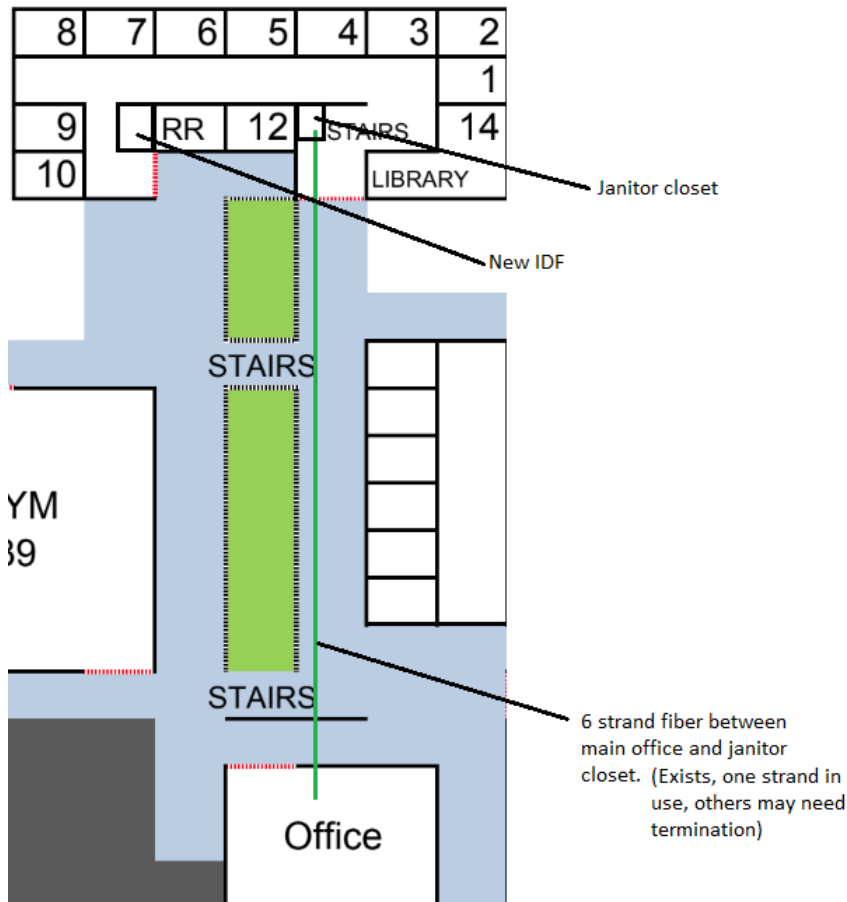 8 7 6 5 4 3 2
1
9 RR 12 STAIRS 14
10 LIBRARY
Janitor closet
New IDF
STAIRS
YM
39
STAIRS
6 strand fiber between
main office and janitor
closet. (Exists, one strand in
use, others may need
termination)
Office